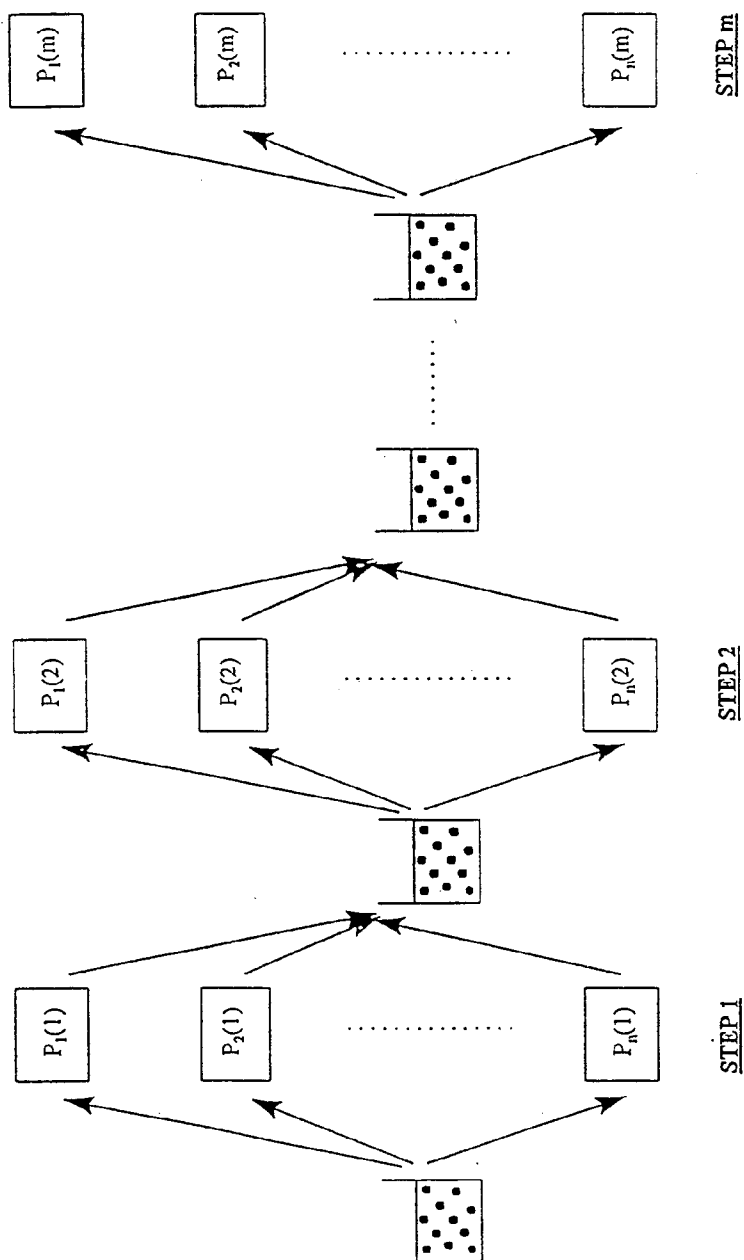 P₁(1)
P₂(1)
Pₙ(1)
STEP 1
P₁(2)
P₂(2)
Pₙ(2)
STEP 2
P₁(m)
P₂(m)
Pₙ(m)
STEP m